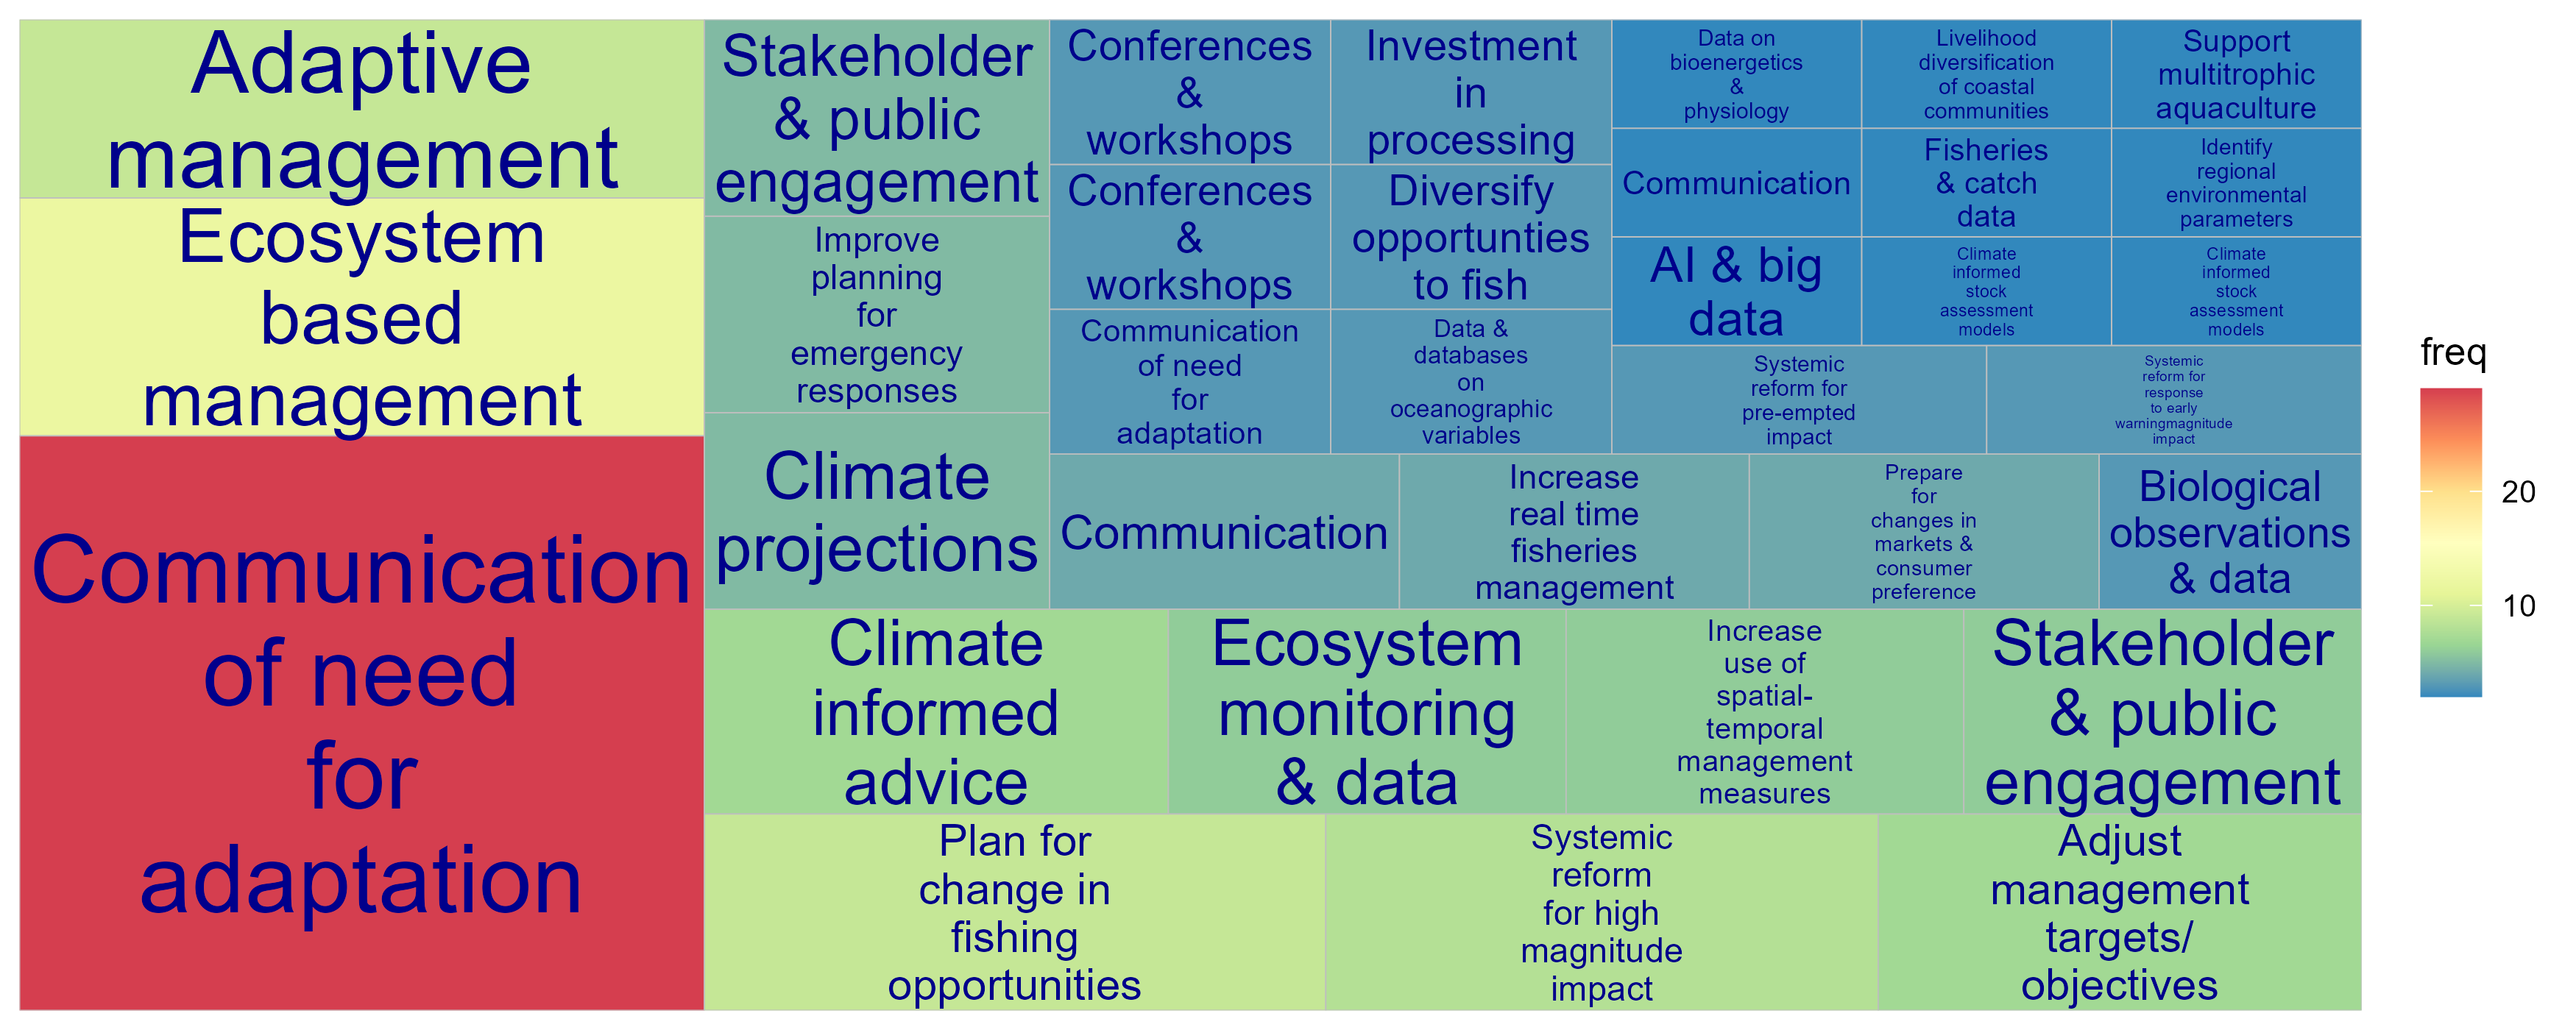 Adaptive
management
Ecosystem
based
management
Communication
of need
for
adaptation
Stakeholder
& public
engagement
Improve
planning
for
emergency
responses
Climate
projections
Conferences
&
workshops
Investment
in
processing
Conferences
&
workshops
Diversify
opportunties
to fish
Communication
of need
for
adaptation
Data &
databases
on
oceanographic
variables
Data on
bioenergetics
&
physiology
Livelihood
diversification
of coastal
communities
Support
multitrophic
aquaculture
Communication
Fisheries
& catch
data
Identify
regional
environmental
parameters
AI & big
data
Climate
informed
stock
assessment
models
Climate
informed
stock
assessment
models
Systemic
reform for
pre-empted
impact
Systemic
reform for
response
to early
warningmagnitude
impact
Communication
Increase
real time
fisheries
management
Prepare
for
changes in
markets &
consumer
preference
Biological
observations
& data
Climate
informed
advice
Ecosystem
monitoring
& data
Increase
use of
spatial-
temporal
management
measures
Stakeholder
& public
engagement
Plan for
change in
fishing
opportunities
Systemic
reform
for high
magnitude
impact
Adjust
management
targets/
objectives
freq
20
10